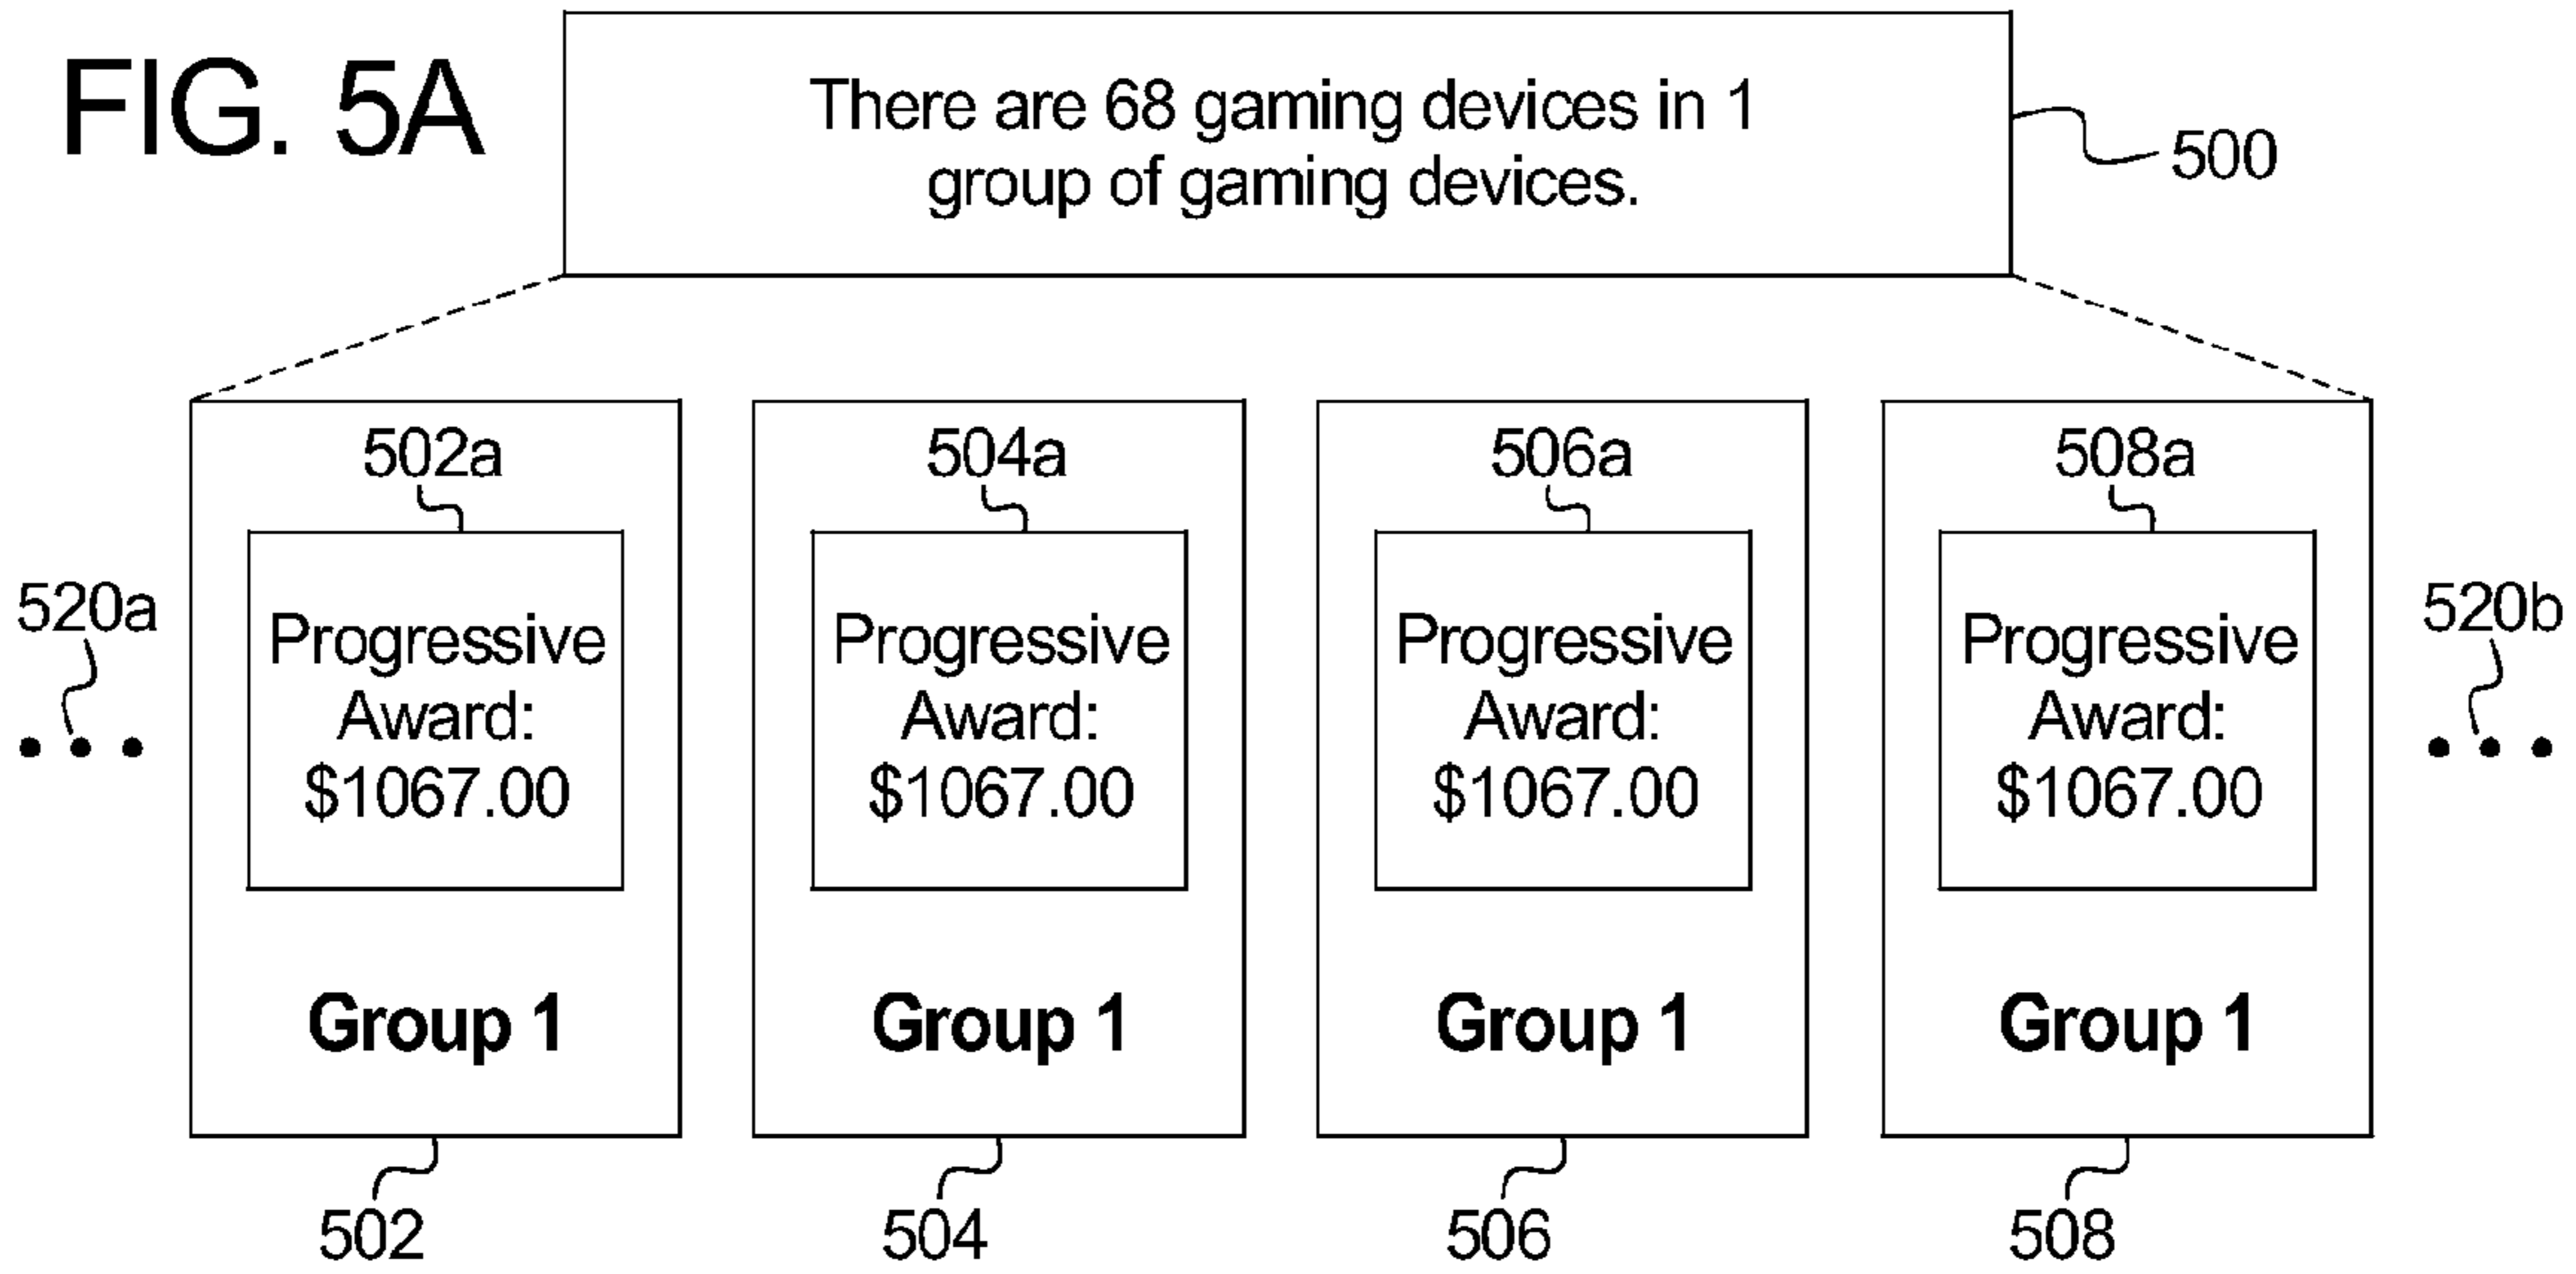 FIG. 5A
There are 68 gaming devices in 1
group of gaming devices.
500
502a
504a
506a
508a
520a
520b
Progressive
Award:
$1067.00
Progressive
Award:
$1067.00
Progressive
Award:
$1067.00
Progressive
Award:
$1067.00
Group 1
Group 1
Group 1
Group 1
502
504
506
508